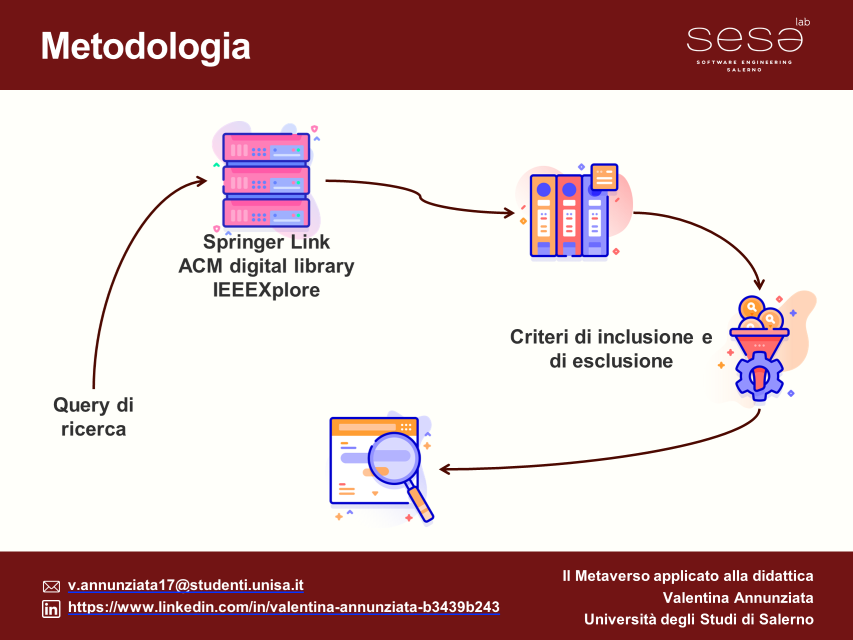 Metodologia
sesa lab
SOFTWARE ENGINEERING
SALERNO
Springer Link
ACM digital library
IEEEXplore
Criteri di inclusione e
di esclusione
Query di
ricerca
v.annunziata17@studenti.unisa.it
https://www.linkedin.com/in/valentina-annunziata-b3439b243
Il Metaverso applicato alla didattica
Valentina Annunziata
Università degli Studi di Salerno